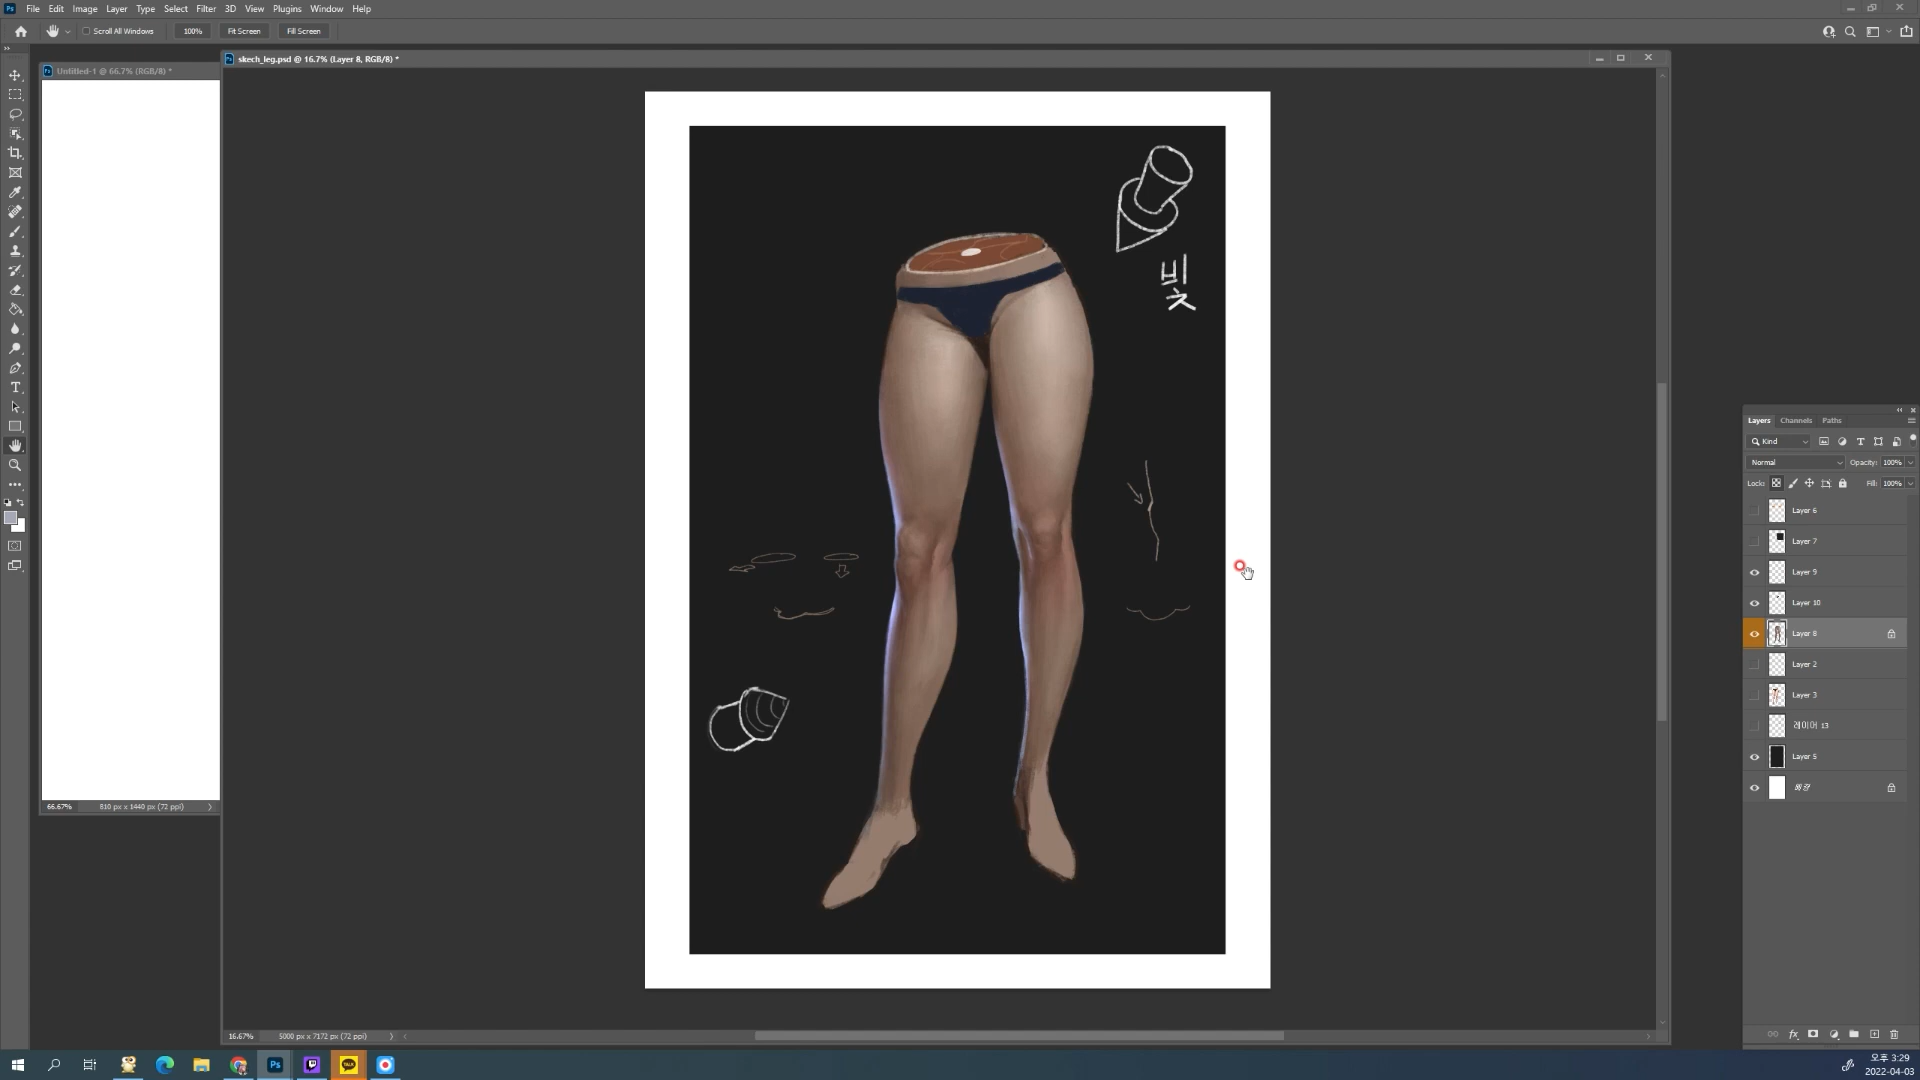 File Edit Image Layer Type Select Filter 3D View Plugins Window Help
Scroll All Windows 100% Fit Screen Fill Screen
Untitled-1 @ 66.7% (RGB/8) *
skech_leg.psd @ 16.7% (Layer 8, RGB/8) *
빛
Layers Channels Paths
Kind
Normal Opacity: 100%
Lock: Fill: 100%
Layer 6
Layer 7
Layer 9
Layer 10
Layer 8
Layer 2
Layer 3
레이어 13
Layer 5
배경
66.67% 810 px x 1440 px (72 ppi)
16.67% 5000 px x 7172 px (72 ppi)
오후 3:29
2022-04-03